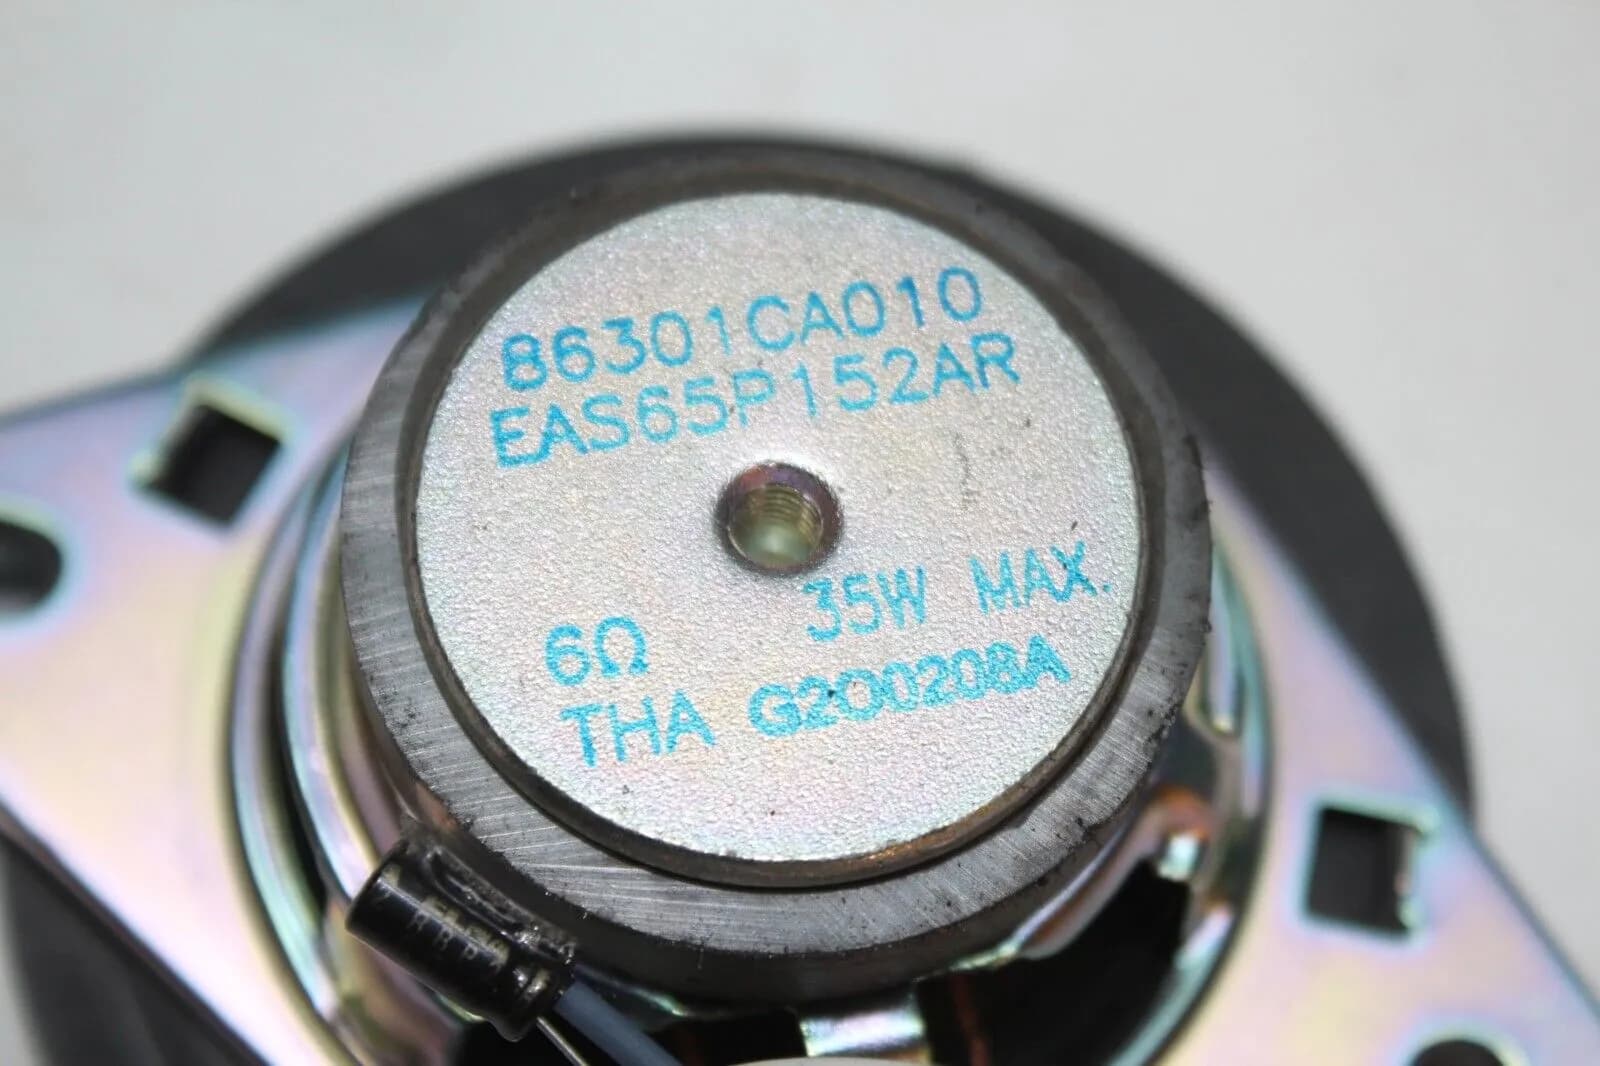 86301CA010
EAS65P152AR
6Ω 35W MAX.
THA G200208A